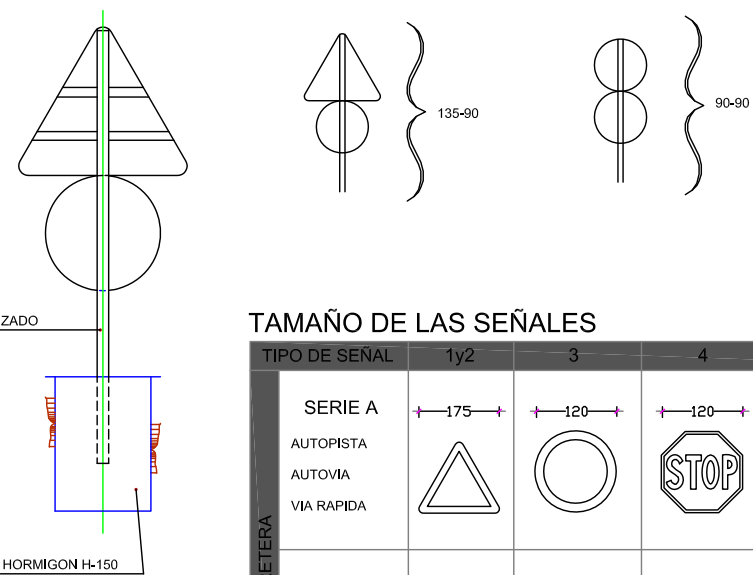 135-90
90-90
ZADO
TAMAÑO DE LAS SEÑALES
TIPO DE SEÑAL 1y2 3 4
SERIE A
175 120 120
AUTOPISTA
AUTOVIA
VIA RAPIDA
STOP
ETERA
HORMIGON H-150